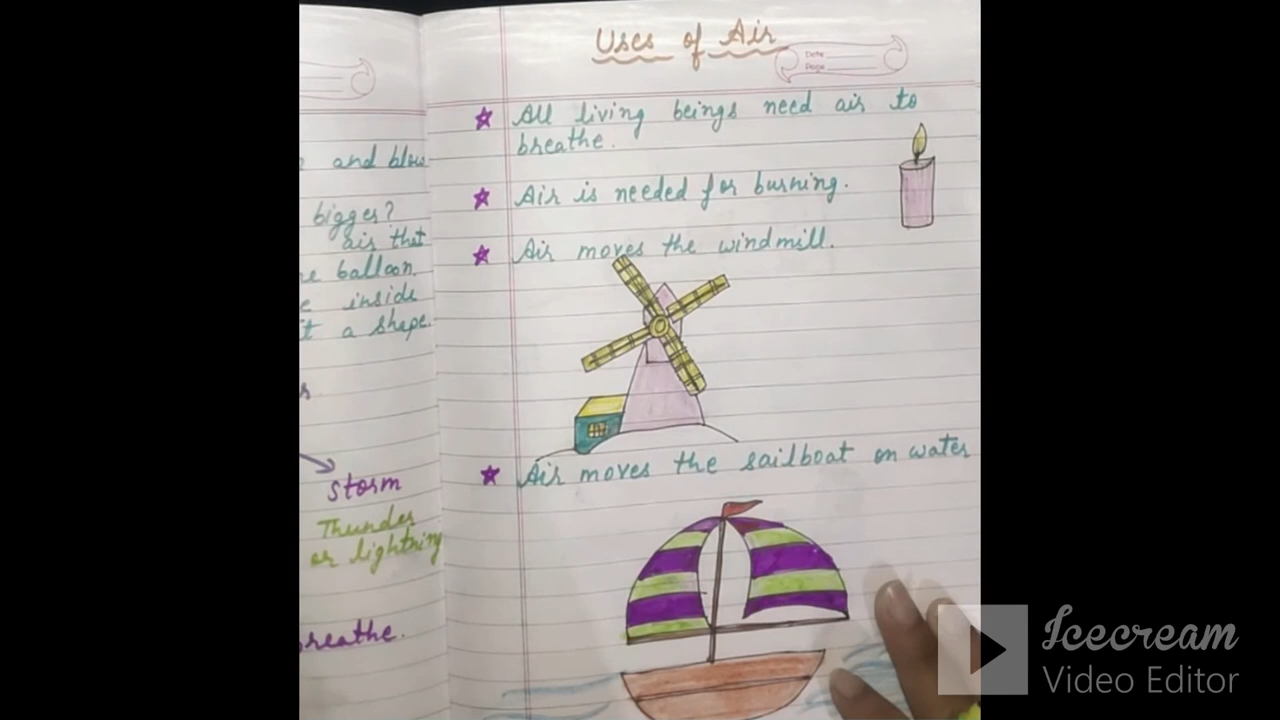 and blow
bigger?
air that
balloon.
inside
a shape.
storm
Thunder
or lightning
breathe.
Uses of Air
Date
Page
All living beings need air to
breathe.
Air is needed for burning.
Air moves the windmill.
Air moves the sailboat on water
Icecream
Video Editor